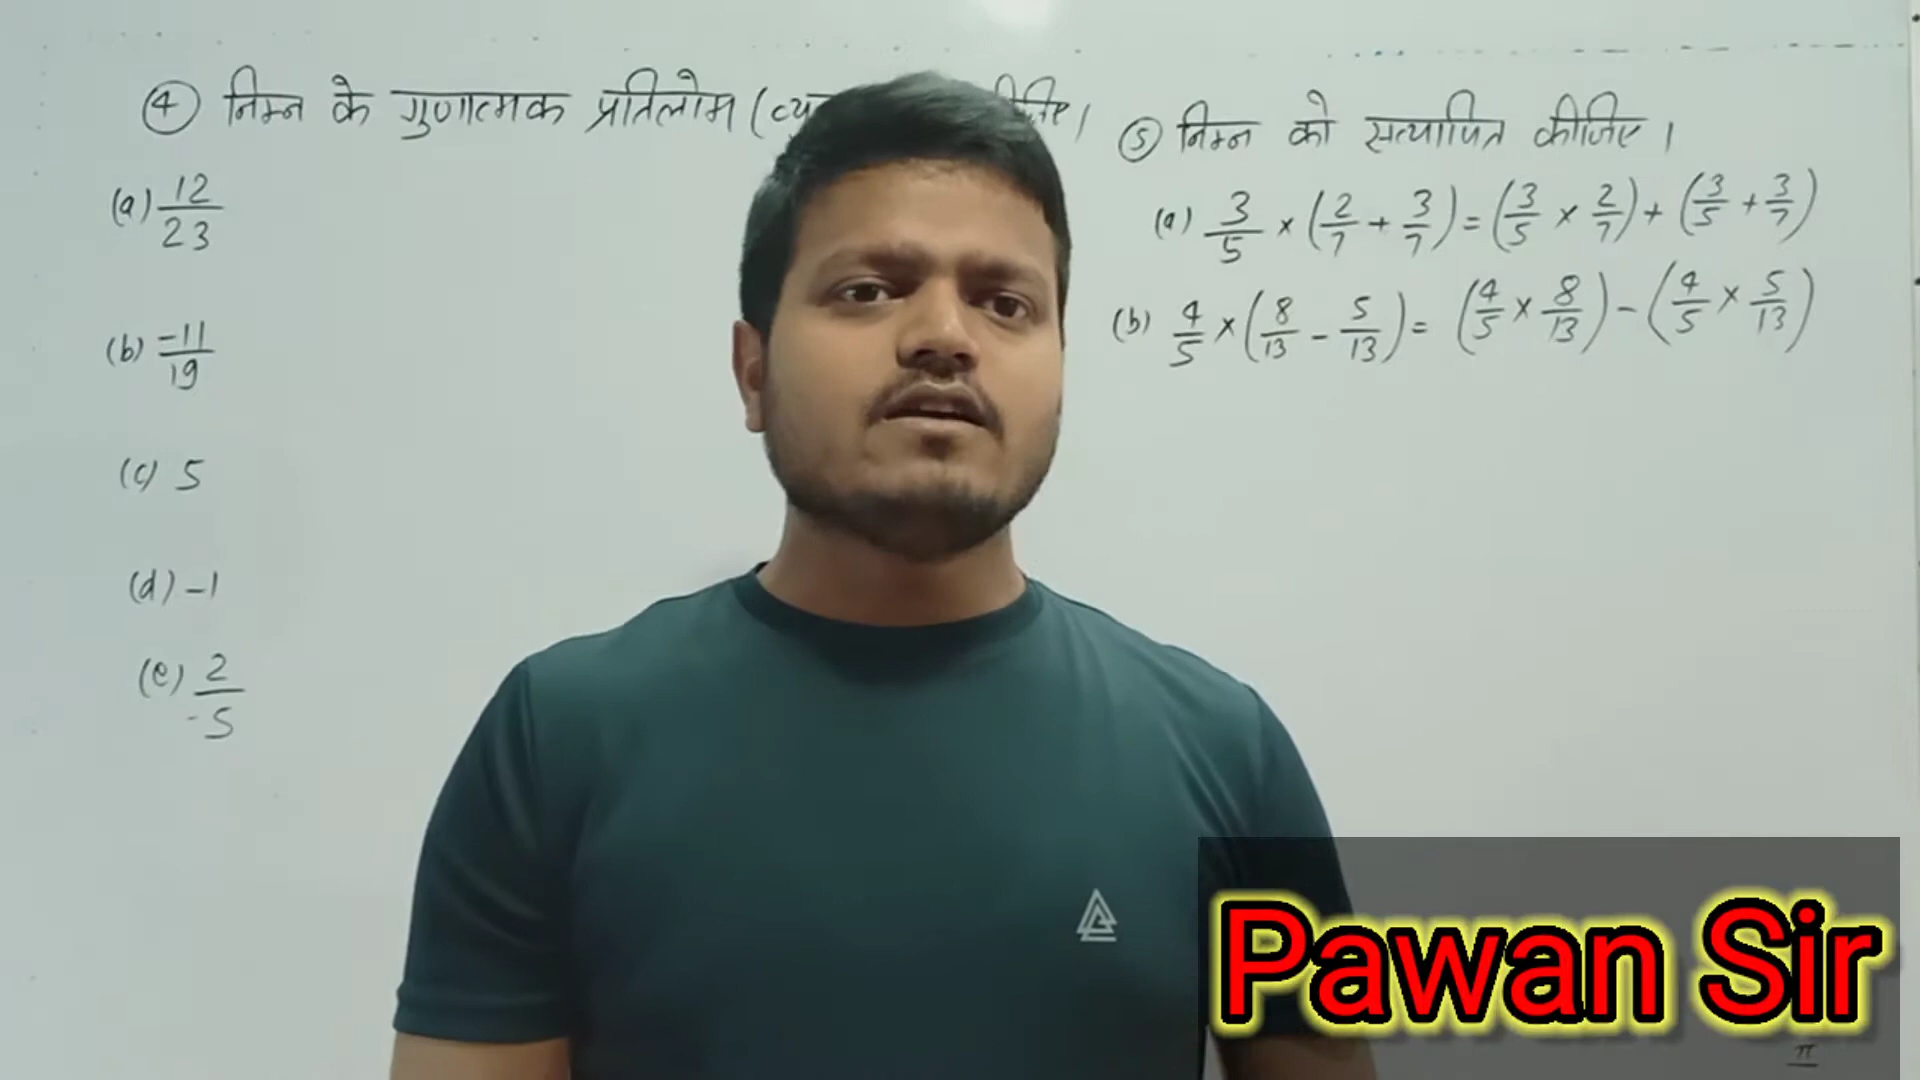 ④ निम्न के गुणात्मक प्रतिलोम
(a) 12/23
(b) -11/19
(c) 5
(d) -1
(e) 2/-5
⑤ निम्न को सत्यापित कीजिए।
(a) 3/5 × (2/7 + 3/7) = (3/5 × 2/7) + (3/5 + 3/7)
(b) 4/5 × (8/13 - 5/13) = (4/5 × 8/13) - (4/5 × 5/13)
Pawan Sir